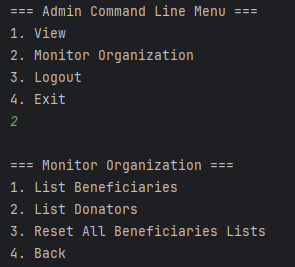 === Admin Command Line Menu ===
1. View
2. Monitor Organization
3. Logout
4. Exit
2
=== Monitor Organization ===
1. List Beneficiaries
2. List Donators
3. Reset All Beneficiaries Lists
4. Back